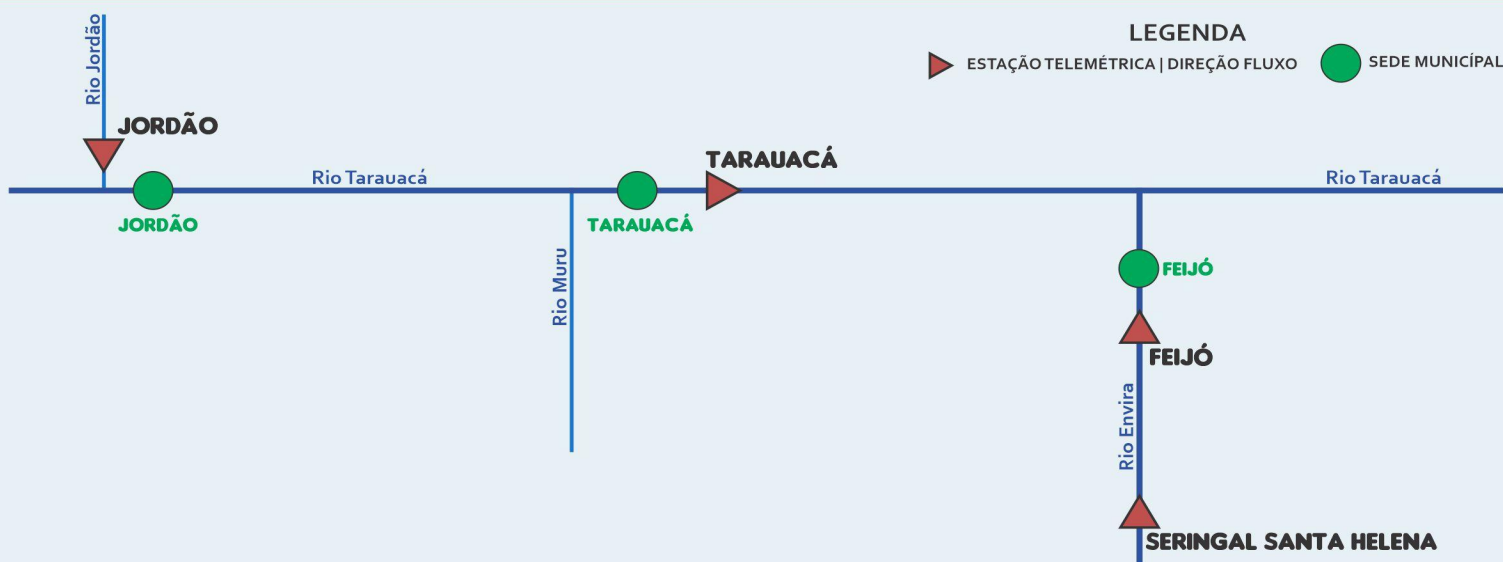 LEGENDA
ESTAÇÃO TELEMÉTRICA | DIREÇÃO FLUXO
SEDE MUNICÍPAL
Rio Jordão
JORDÃO
Rio Tarauacá
TARAUACÁ
Rio Tarauacá
JORDÃO
TARAUACÁ
Rio Muru
FEIJÓ
FEIJÓ
Rio Envira
SERINGAL SANTA HELENA